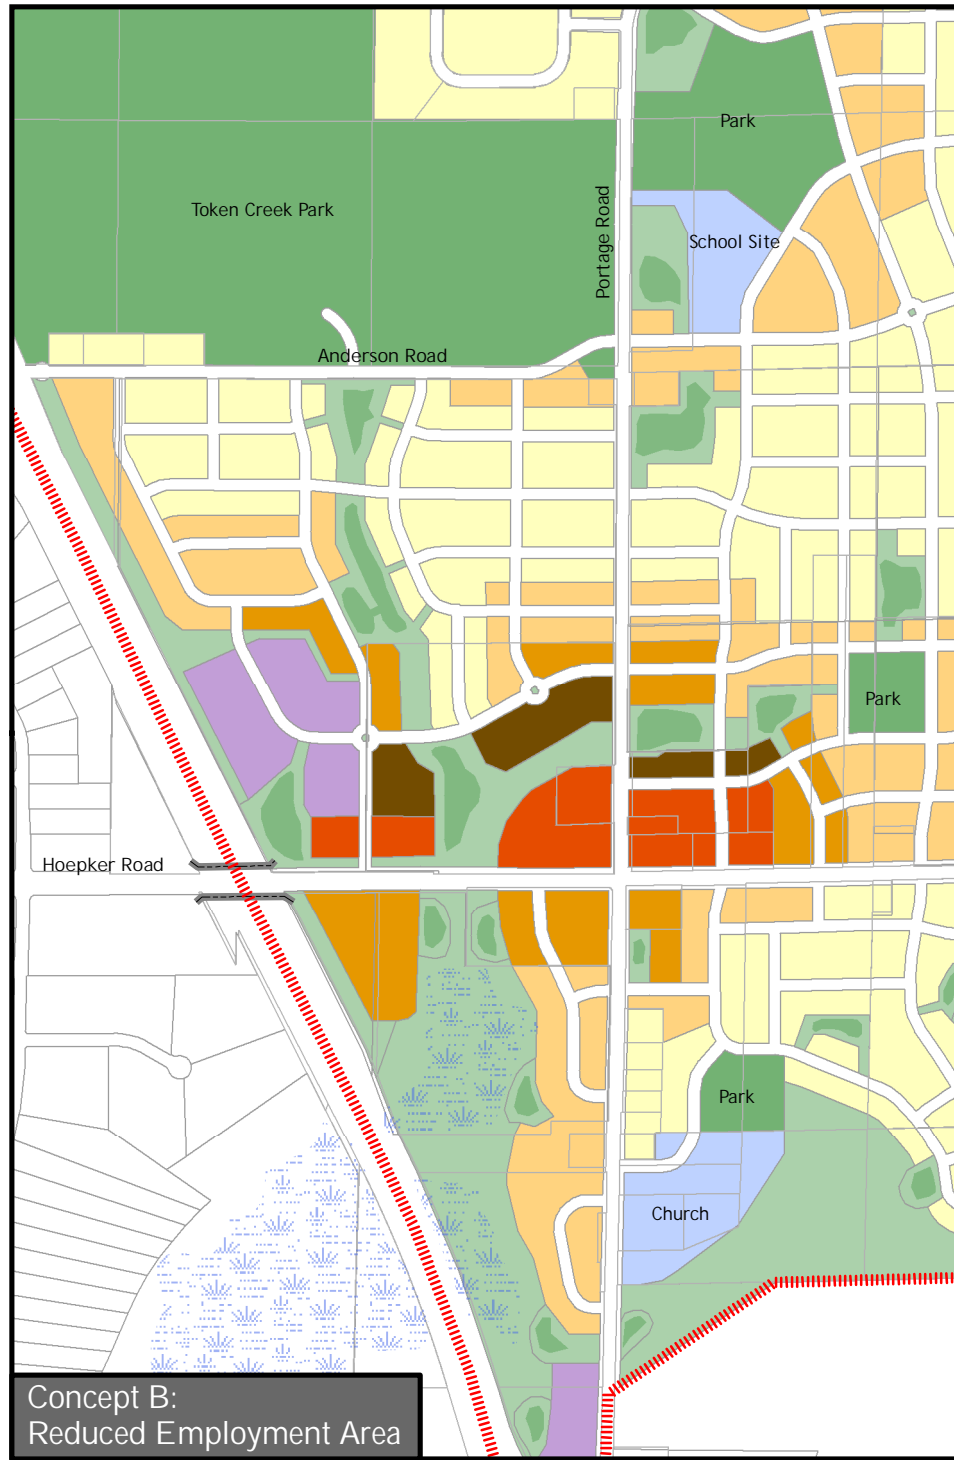 Park
Token Creek Park
Portage Road
School Site
Anderson Road
Park
Hoepker Road
Park
Church
Concept B:
Reduced Employment Area